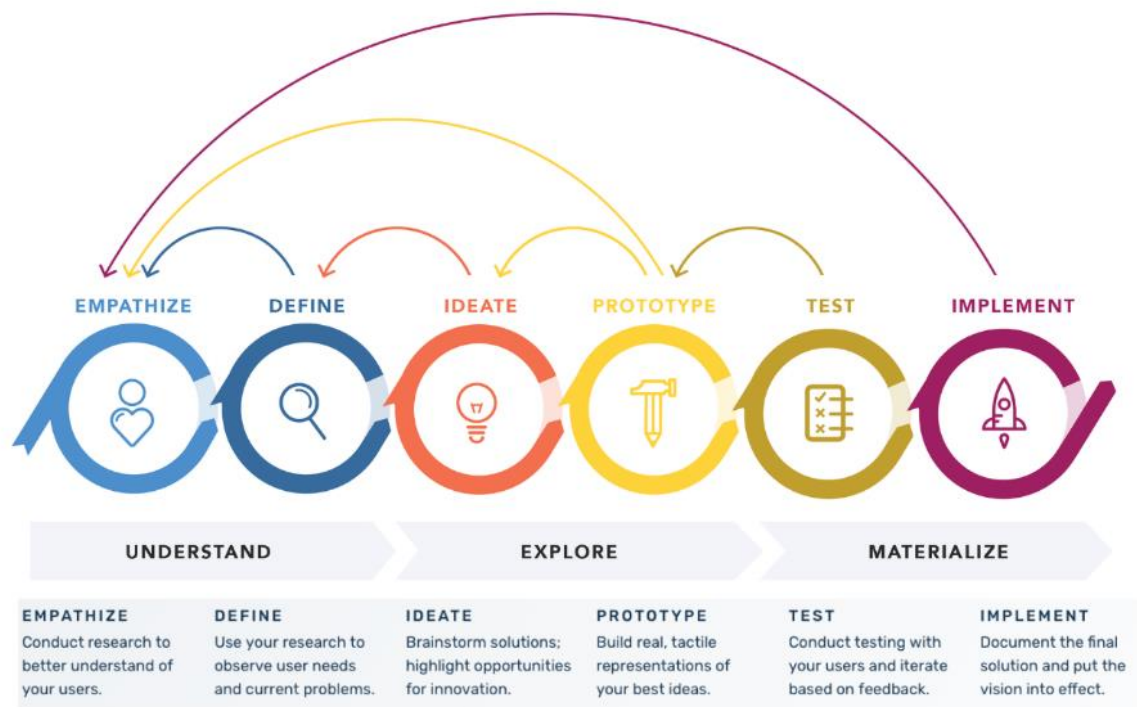 EMPATHIZE
DEFINE
IDEATE
PROTOTYPE
TEST
IMPLEMENT
UNDERSTAND
EXPLORE
MATERIALIZE
EMPATHIZE
Conduct research to
better understand of
your users.
DEFINE
Use your research to
observe user needs
and current problems.
IDEATE
Brainstorm solutions;
highlight opportunities
for innovation.
PROTOTYPE
Build real, tactile
representations of
your best ideas.
TEST
Conduct testing with
your users and iterate
based on feedback.
IMPLEMENT
Document the final
solution and put the
vision into effect.